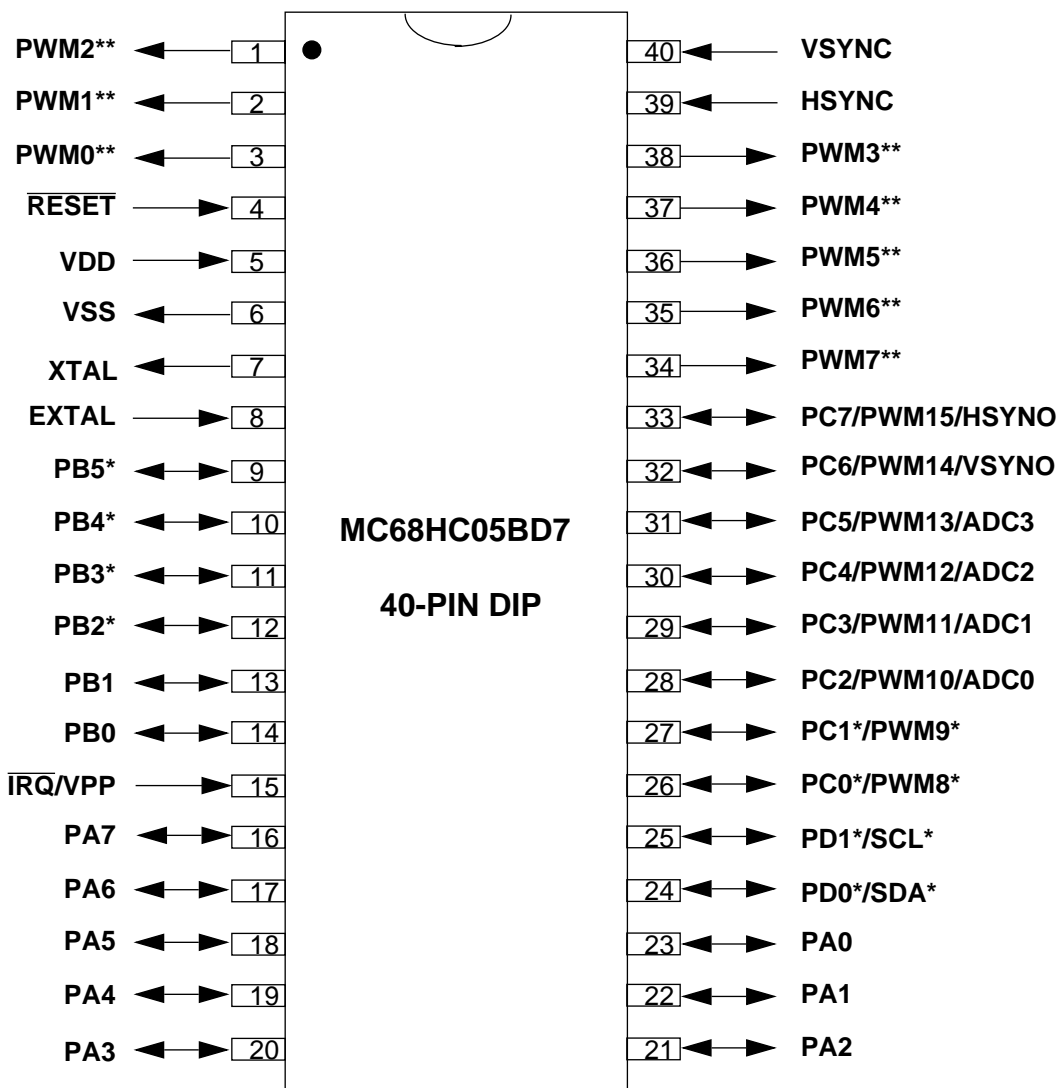 PWM2** 1 40 VSYNC
PWM1** 2 39 HSYNC
PWM0** 3 38 PWM3**
RESET 4 37 PWM4**
VDD 5 36 PWM5**
VSS 6 35 PWM6**
XTAL 7 34 PWM7**
EXTAL 8 33 PC7/PWM15/HSYNO
PB5* 9 32 PC6/PWM14/VSYNO
PB4* 10 MC68HC05BD7 31 PC5/PWM13/ADC3
PB3* 11 40-PIN DIP 30 PC4/PWM12/ADC2
PB2* 12 29 PC3/PWM11/ADC1
PB1 13 28 PC2/PWM10/ADC0
PB0 14 27 PC1*/PWM9*
IRQ/VPP 15 26 PC0*/PWM8*
PA7 16 25 PD1*/SCL*
PA6 17 24 PD0*/SDA*
PA5 18 23 PA0
PA4 19 22 PA1
PA3 20 21 PA2